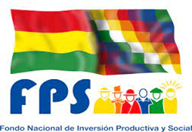 FPS
Fondo Nacional de Inversión Productiva y Social